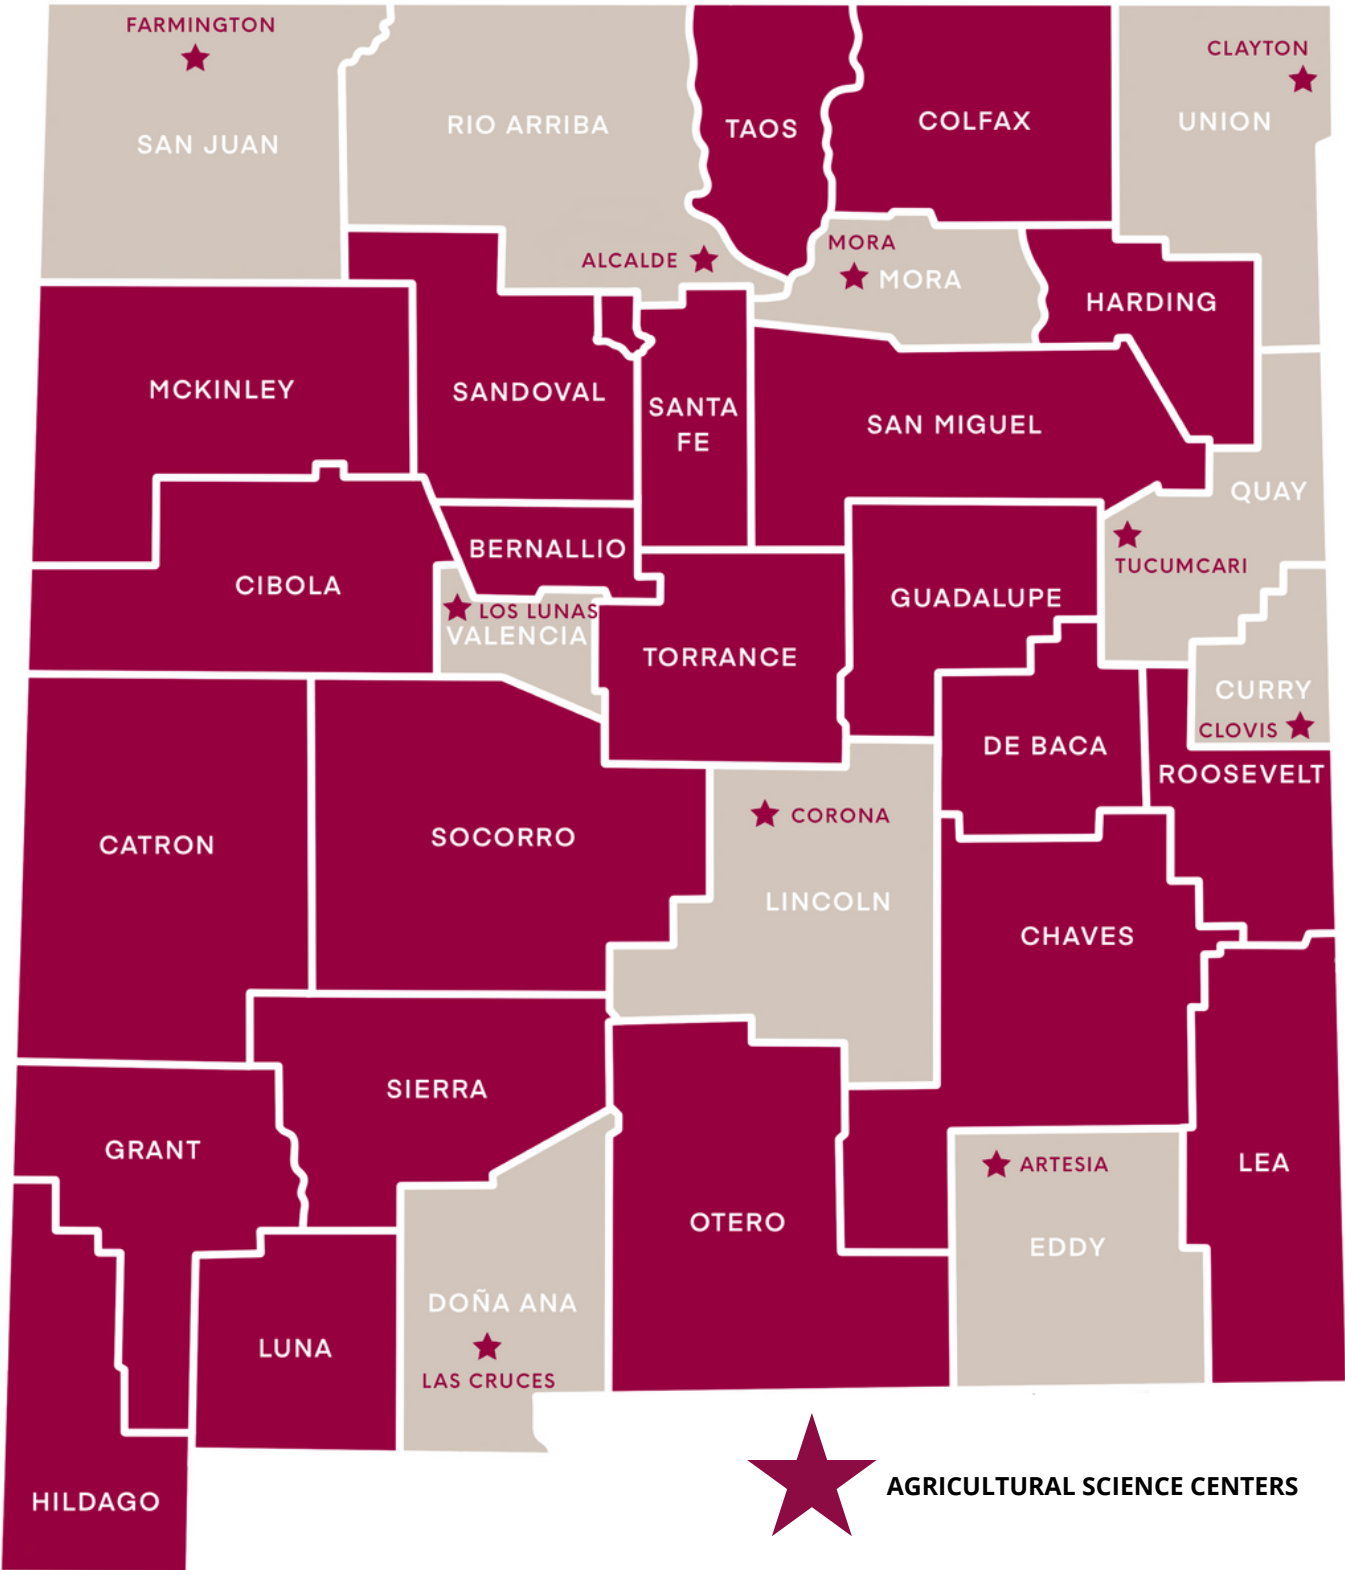 FARMINGTON
SAN JUAN
RIO ARRIBA
TAOS
COLFAX
CLAYTON
UNION
ALCALDE
MORA
MORA
HARDING
MCKINLEY
SANDOVAL
SANTA
FE
SAN MIGUEL
QUAY
TUCUMCARI
BERNALLIO
CIBOLA
LOS LUNAS
VALENCIA
TORRANCE
GUADALUPE
CURRY
CLOVIS
DE BACA
ROOSEVELT
CATRON
SOCORRO
CORONA
LINCOLN
CHAVES
SIERRA
GRANT
ARTESIA
LEA
OTERO
EDDY
DOÑA ANA
LUNA
LAS CRUCES
HILDAGO
AGRICULTURAL SCIENCE CENTERS